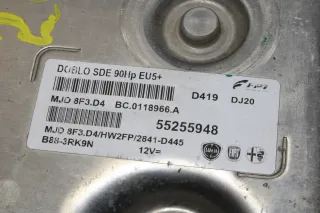 DOBLO SDE 90Hp EU5+
FPT
D419 DJ20
MJD 8F3.D4 BC.0118966.A
55255948
MJD 8F3.D4/HW2FP/2841-D445
B88-3RK9N
12V=